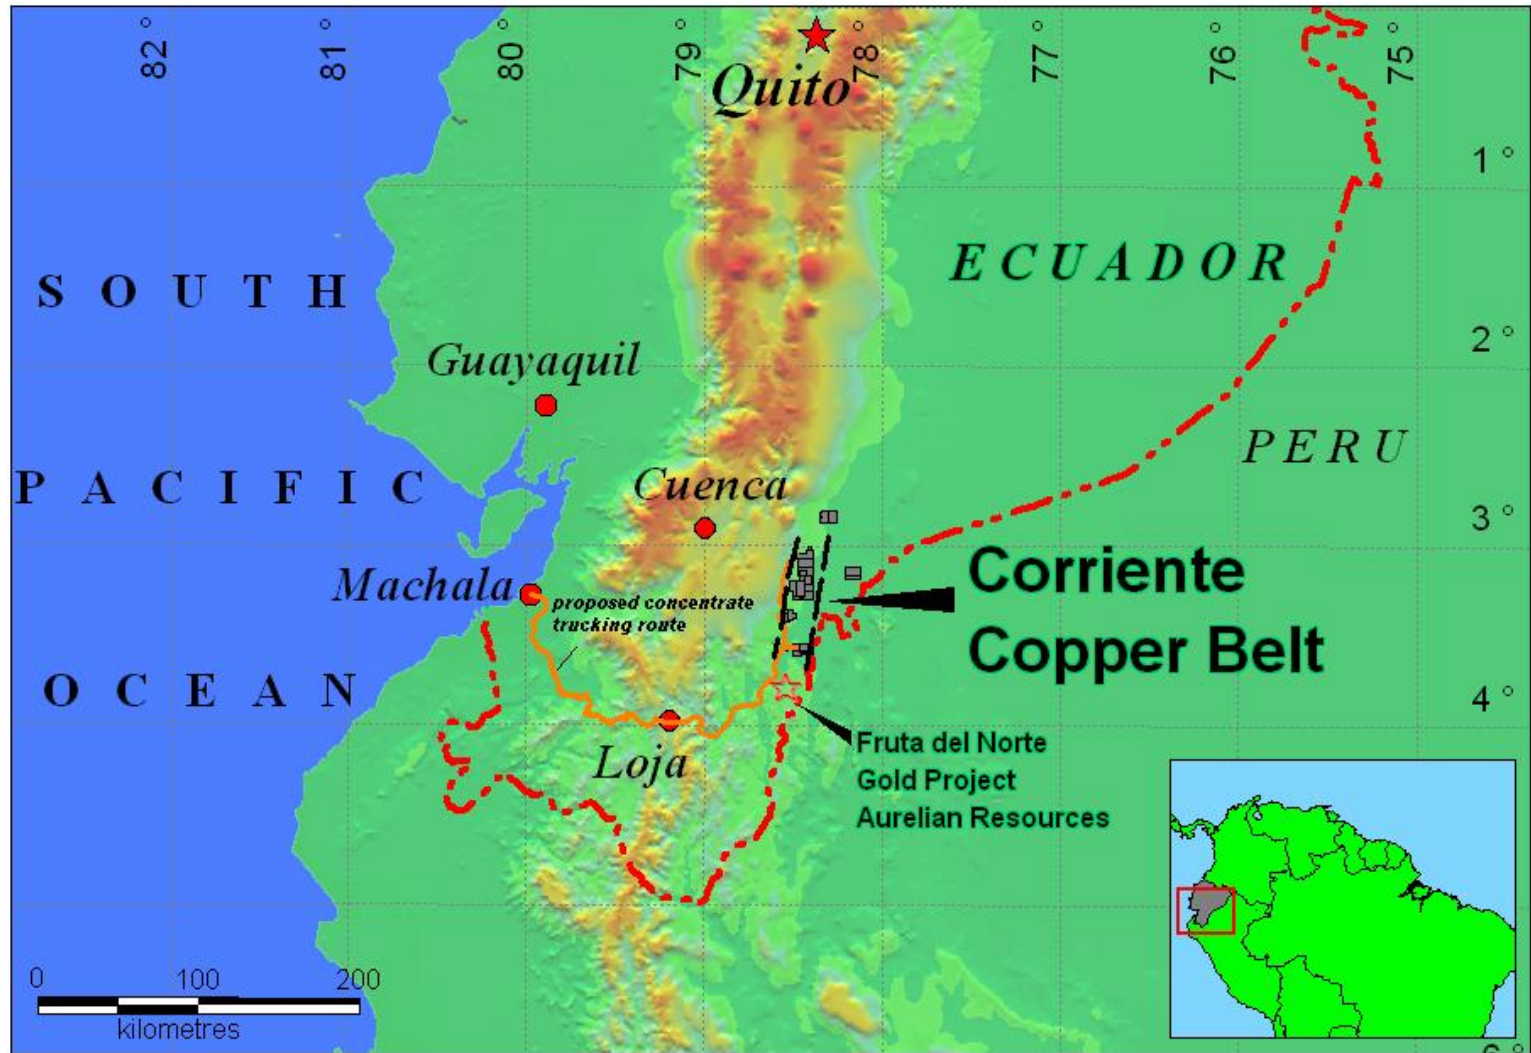 82°
81°
80°
79°
78°
77°
76°
75°
Quito
1°
ECUADOR
SOUTH
2°
Guayaquil
PERU
Cuenca
PACIFIC
3°
Corriente
Copper Belt
Machala
proposed concentrate
trucking route
OCEAN
4°
Fruta del Norte
Gold Project
Aurelian Resources
Loja
0 100 200
kilometres